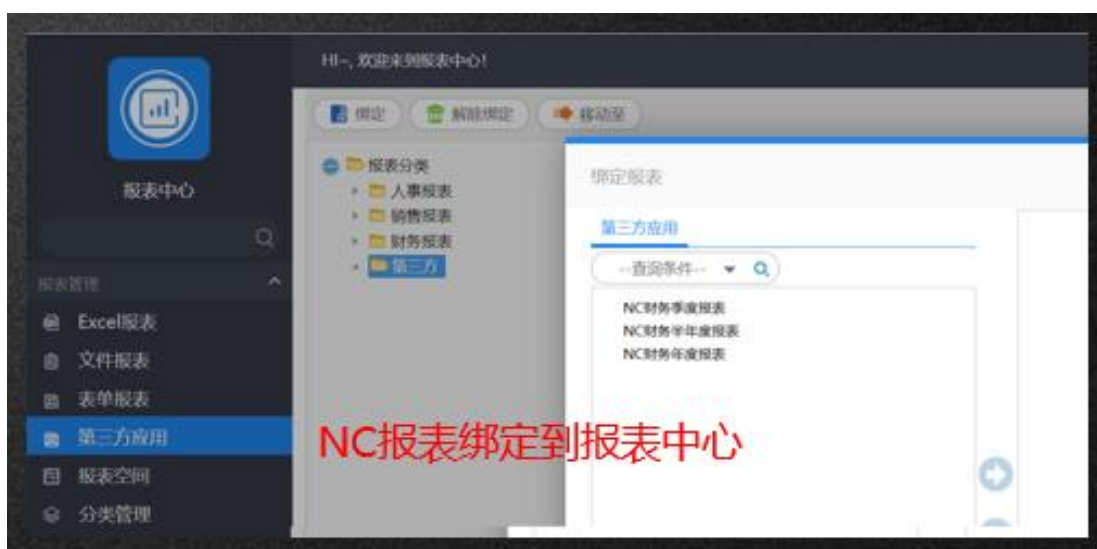 HI~, 欢迎来到报表中心!
绑定
解除绑定
移动至
报表中心
报表管理
Excel报表
文件报表
表单报表
第三方应用
报表空间
分类管理
报表分类
人事报表
销售报表
财务报表
第三方
绑定报表
第三方应用
--查询条件--
NC财务季度报表
NC财务半年度报表
NC财务年度报表
NC报表绑定到报表中心